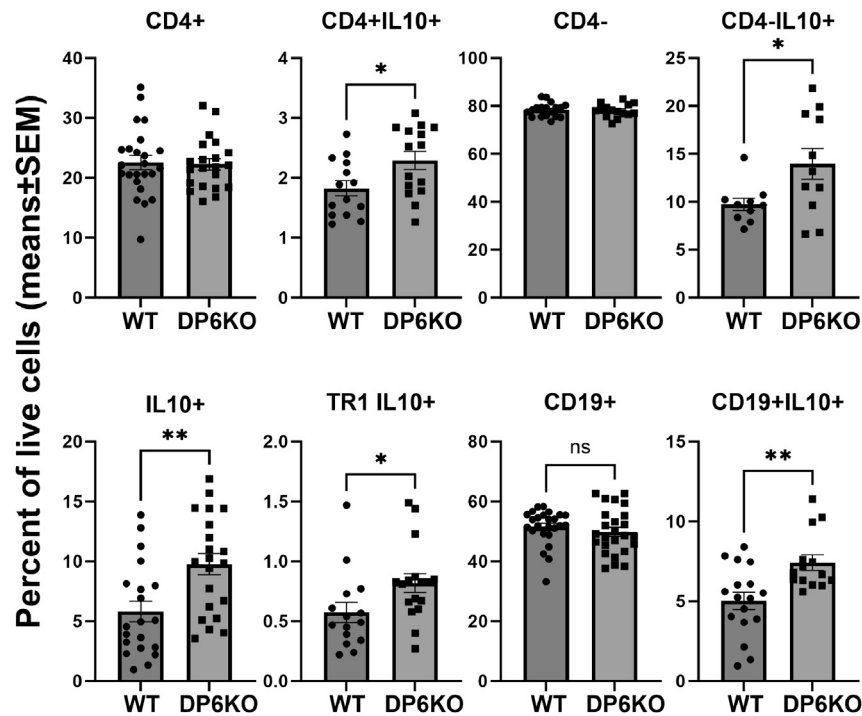 Percent of live cells (means±SEM)
CD4+
40
30
20
10
0
WT DP6KO
CD4+IL10+
4
3
2
1
0
*
WT DP6KO
CD4-
100
80
60
40
20
0
WT DP6KO
CD4-IL10+
25
20
15
10
5
0
*
WT DP6KO
IL10+
20
15
10
5
0
**
WT DP6KO
TR1 IL10+
2.0
1.5
1.0
0.5
0.0
*
WT DP6KO
CD19+
80
60
40
20
0
ns
WT DP6KO
CD19+IL10+
15
10
5
0
**
WT DP6KO